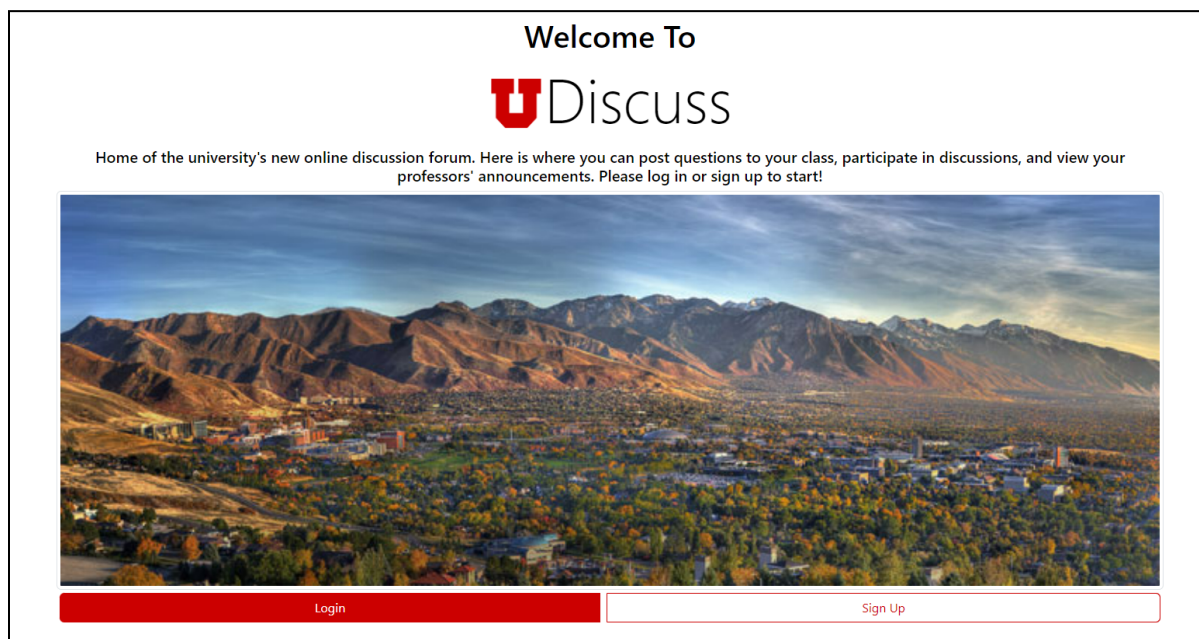 Welcome To
U Discuss
Home of the university's new online discussion forum. Here is where you can post questions to your class, participate in discussions, and view your
professors' announcements. Please log in or sign up to start!
Login
Sign Up